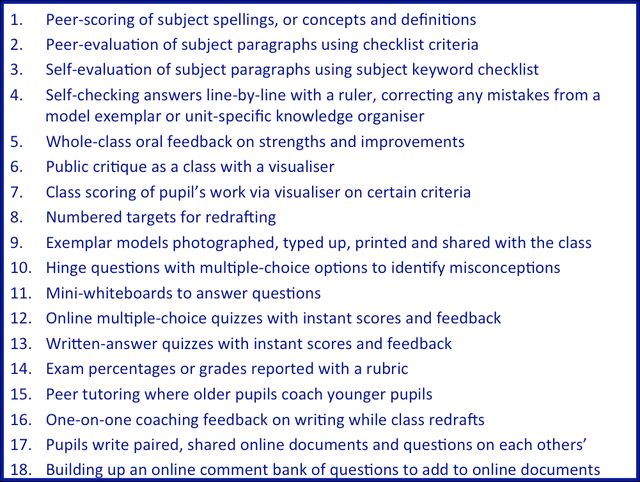 1. Peer-scoring of subject spellings, or concepts and definitions
2. Peer-evaluation of subject paragraphs using checklist criteria
3. Self-evaluation of subject paragraphs using subject keyword checklist
4. Self-checking answers line-by-line with a ruler, correcting any mistakes from a
model exemplar or unit-specific knowledge organiser
5. Whole-class oral feedback on strengths and improvements
6. Public critique as a class with a visualiser
7. Class scoring of pupil's work via visualiser on certain criteria
8. Numbered targets for redrafting
9. Exemplar models photographed, typed up, printed and shared with the class
10. Hinge questions with multiple-choice options to identify misconceptions
11. Mini-whiteboards to answer questions
12. Online multiple-choice quizzes with instant scores and feedback
13. Written-answer quizzes with instant scores and feedback
14. Exam percentages or grades reported with a rubric
15. Peer tutoring where older pupils coach younger pupils
16. One-on-one coaching feedback on writing while class redrafts
17. Pupils write paired, shared online documents and questions on each others'
18. Building up an online comment bank of questions to add to online documents